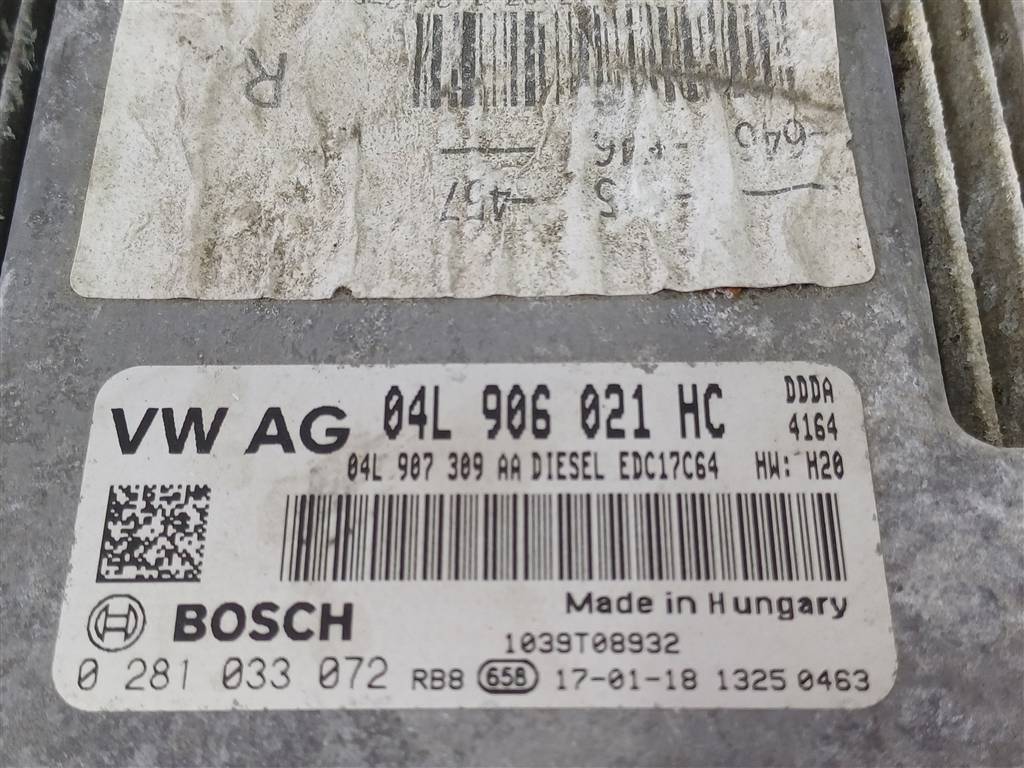 R
VW AG 04L 906 021 HC DDDA
4164
04L 907 309 AA DIESEL EDC17C64 HW: H20
BOSCH
Made in Hungary
1039T08932
0 281 033 072 RB8 658 17-01-18 1325 0463